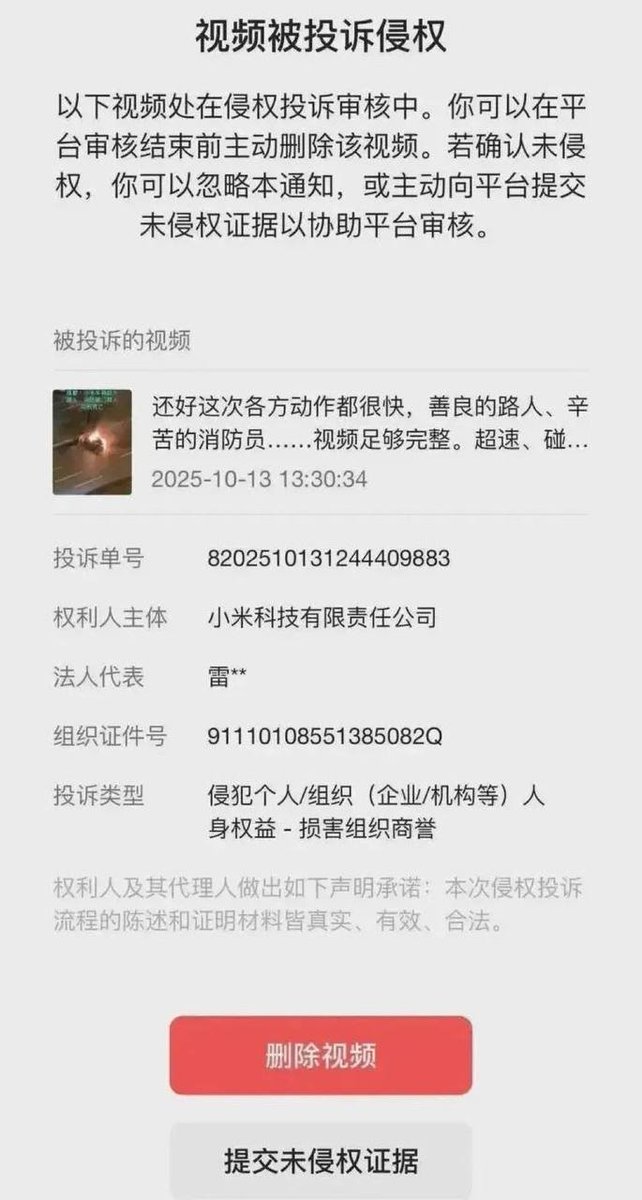 视频被投诉侵权
以下视频处在侵权投诉审核中。你可以在平
台审核结束前主动删除该视频。若确认未侵
权，你可以忽略本通知，或主动向平台提交
未侵权证据以协助平台审核。
被投诉的视频
还好这次各方动作都很快，善良的路人、辛
苦的消防员……视频足够完整。超速、碰…
2025-10-13 13:30:34
投诉单号 8202510131244409883
权利人主体 小米科技有限责任公司
法人代表 雷**
组织证件号 91110108551385082Q
投诉类型 侵犯个人/组织（企业/机构等）人
身权益 - 损害组织商誉
权利人及其代理人做出如下声明承诺：本次侵权投诉
流程的陈述和证明材料皆真实、有效、合法。
删除视频
提交未侵权证据